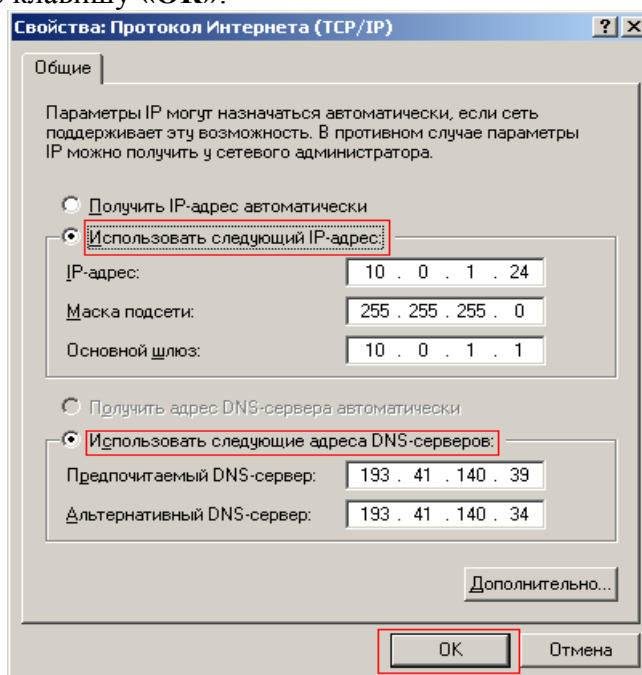 клавишу «ОК».
Свойства: Протокол Интернета (TCP/IP)
Общие
Параметры IP могут назначаться автоматически, если сеть
поддерживает эту возможность. В противном случае параметры
IP можно получить у сетевого администратора.
Получить IP-адрес автоматически
Использовать следующий IP-адрес:
IP-адрес: 10 . 0 . 1 . 24
Маска подсети: 255 . 255 . 255 . 0
Основной шлюз: 10 . 0 . 1 . 1
Получить адрес DNS-сервера автоматически
Использовать следующие адреса DNS-серверов:
Предпочитаемый DNS-сервер: 193 . 41 . 140 . 39
Альтернативный DNS-сервер: 193 . 41 . 140 . 34
Дополнительно...
OK Отмена